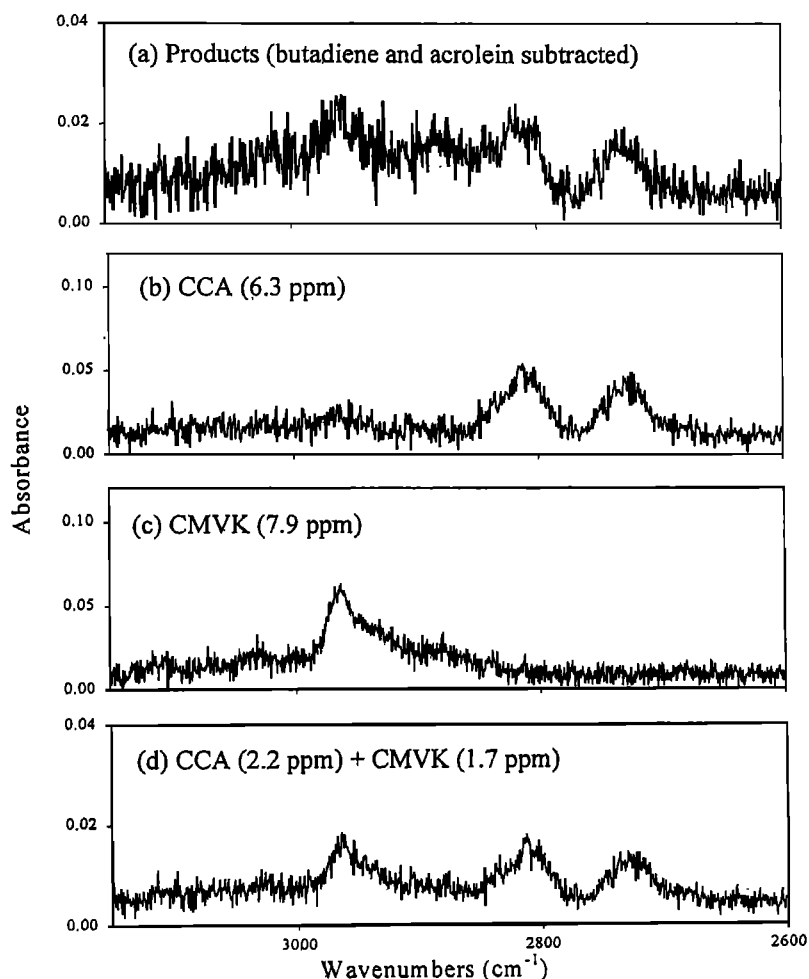 0.04
(a) Products (butadiene and acrolein subtracted)
0.02
0.00
(b) CCA (6.3 ppm)
0.10
0.05
0.00
(c) CMVK (7.9 ppm)
0.10
0.05
0.00
0.04
(d) CCA (2.2 ppm) + CMVK (1.7 ppm)
0.02
0.00
3000 2800 2600
Wavenumbers (cm⁻¹)
Absorbance